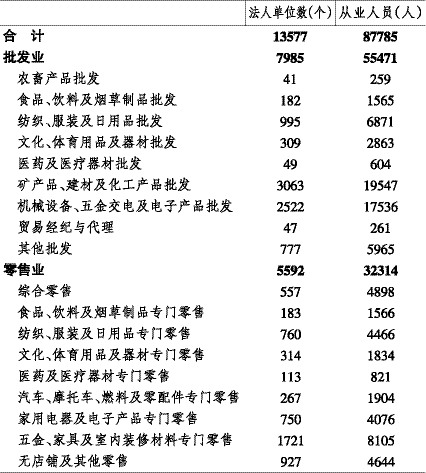 法人单位数(个) 从业人员(人)
合 计 13577 87785
批发业 7985 55471
农畜产品批发 41 259
食品、饮料及烟草制品批发 182 1565
纺织、服装及日用品批发 995 6871
文化、体育用品及器材批发 309 2863
医药及医疗器材批发 49 604
矿产品、建材及化工产品批发 3063 19547
机械设备、五金交电及电子产品批发 2522 17536
贸易经纪与代理 47 261
其他批发 777 5965
零售业 5592 32314
综合零售 557 4898
食品、饮料及烟草制品专门零售 183 1566
纺织、服装及日用品专门零售 760 4466
文化、体育用品及器材专门零售 314 1834
医药及医疗器材专门零售 113 821
汽车、摩托车、燃料及零配件专门零售 267 1904
家用电器及电子产品专门零售 750 4076
五金、家具及室内装修材料专门零售 1721 8105
无店铺及其他零售 927 4644